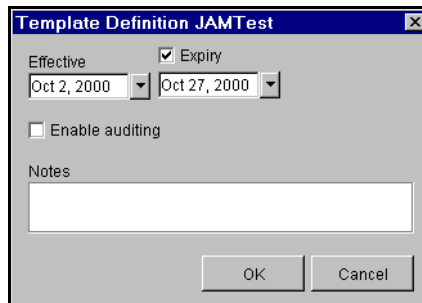 Template Definition JAMTest
Effective
Expiry
Oct 2, 2000
Oct 27, 2000
Enable auditing
Notes
OK
Cancel